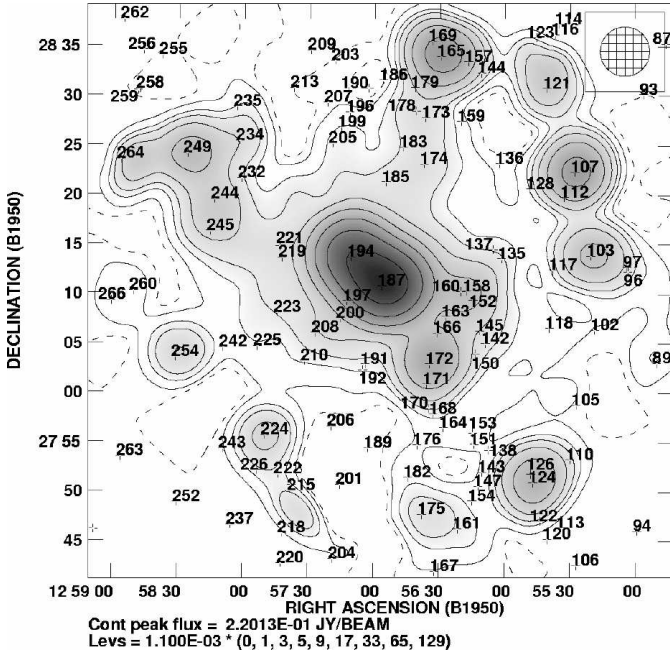 262
114
169
123 116
28 35 256 255 209 203 165 157 87
144
186
258 213 190 179 121
30 259 207 93
235 196 178 173 159
199
234 205 183
25 264 249 174 136
107
232 185 128
20 244 112
245
15 221 219 194 137 135 103
117 97
260 187 96
10 266 197 160 158
223 200 163 152
208 166 145 118 102
05 242 225 142
254 210 191 172 150 89
192 171
00 170 168 105
206 164 153
27 55 224 176 151
243 189 138
263 110
226 222 182 143 126
50 215 201 147 124
252 154
237 175 122
218 161 113 94
45 120
220 204
167 106
DECLINATION (B1950)
12 59 00 58 30 00 57 30 00 56 30 00 55 30 00
RIGHT ASCENSION (B1950)
Cont peak flux = 2.2013E-01 JY/BEAM
Levs = 1.100E-03 * (0, 1, 3, 5, 9, 17, 33, 65, 129)